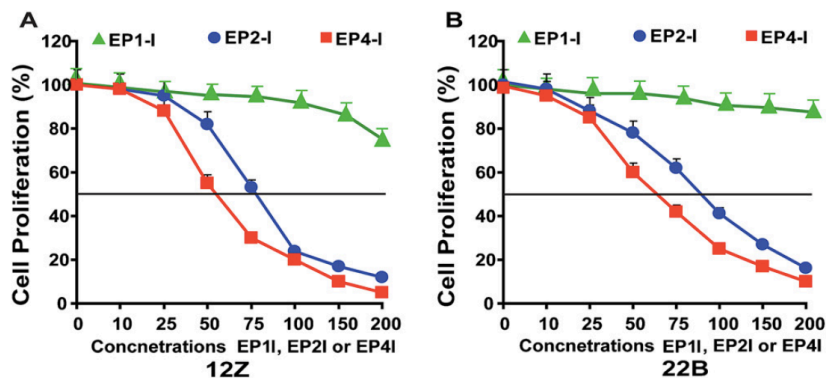 A
EP1-I EP2-I EP4-I
Cell Proliferation (%)
120
100
80
60
40
20
0
0 10 25 50 75 100 150 200
Concnetrations EP1I, EP2I or EP4I
12Z
B
EP1-I EP2-I EP4-I
Cell Proliferation (%)
120
100
80
60
40
20
0
0 10 25 50 75 100 150 200
Concnetrations EP1I, EP2I or EP4I
22B